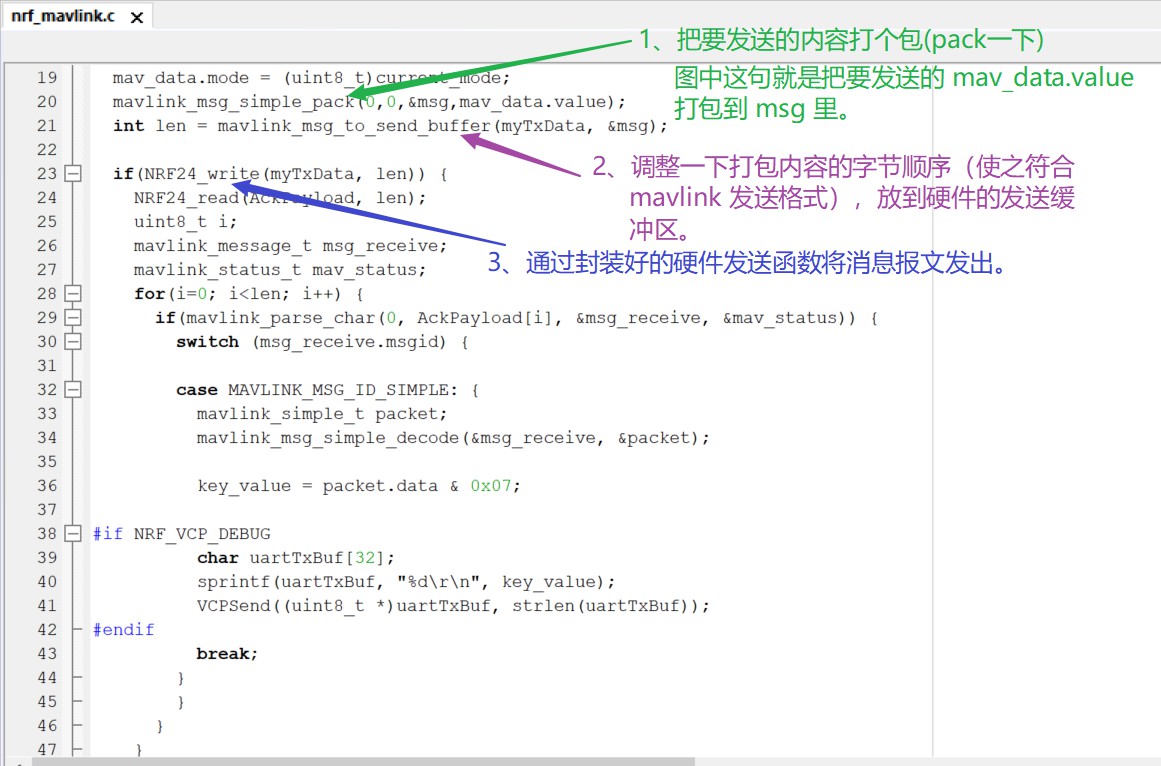 nrf_mavlink.c
1、把要发送的内容打个包(pack一下)
19 mav_data.mode = (uint8_t)current_mode;
图中这句就是把要发送的 mav_data.value
20 mavlink_msg_simple_pack(0,0,&msg,mav_data.value);
打包到 msg 里。
21 int len = mavlink_msg_to_send_buffer(myTxData, &msg);
22
2、调整一下打包内容的字节顺序（使之符合
23 if(NRF24_write(myTxData, len)) {
mavlink 发送格式），放到硬件的发送缓
24 NRF24_read(AckPayload, len);
冲区。
25 uint8_t i;
26 mavlink_message_t msg_receive;
3、通过封装好的硬件发送函数将消息报文发出。
27 mavlink_status_t mav_status;
28 for(i=0; i<len; i++) {
29 if(mavlink_parse_char(0, AckPayload[i], &msg_receive, &mav_status)) {
30 switch (msg_receive.msgid) {
31
32 case MAVLINK_MSG_ID_SIMPLE: {
33 mavlink_simple_t packet;
34 mavlink_msg_simple_decode(&msg_receive, &packet);
35
36 key_value = packet.data & 0x07;
37
38 #if NRF_VCP_DEBUG
39 char uartTxBuf[32];
40 sprintf(uartTxBuf, "%d\r\n", key_value);
41 VCPSend((uint8_t *)uartTxBuf, strlen(uartTxBuf));
42 #endif
43 break;
44 }
45 }
46 }
47 }